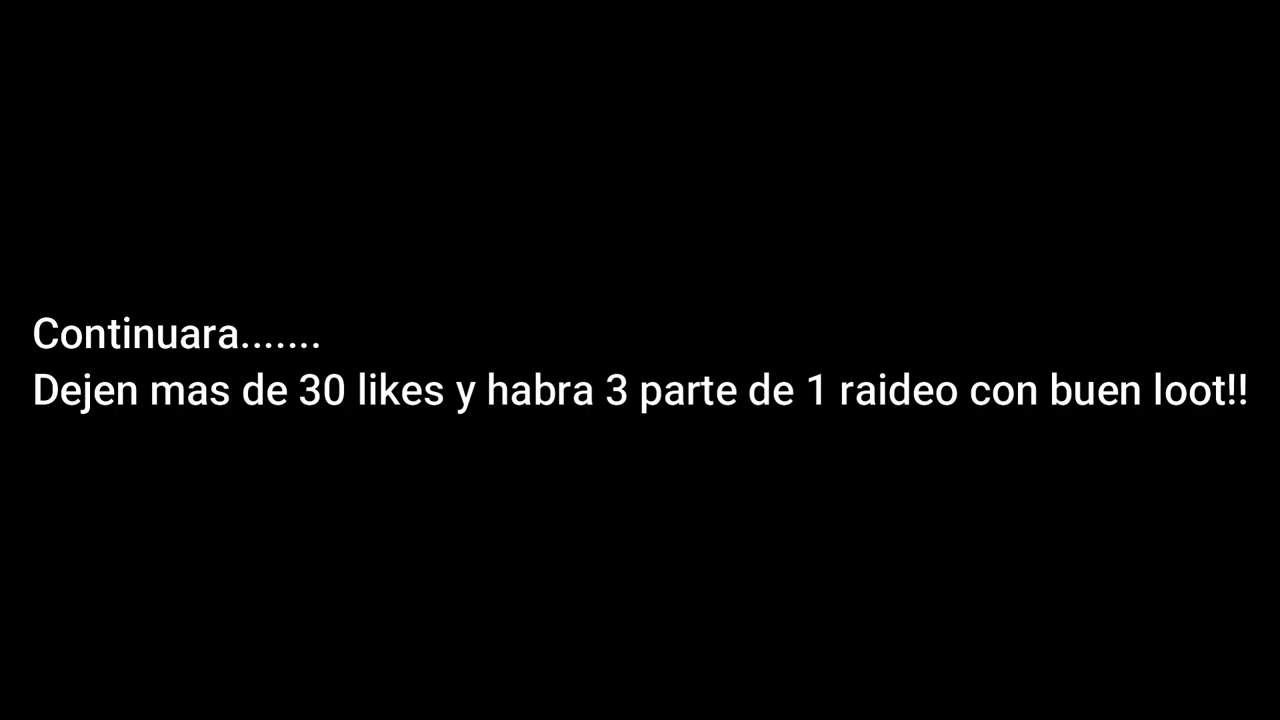 Continuara.......
Dejen mas de 30 likes y habra 3 parte de 1 raideo con buen loot!!